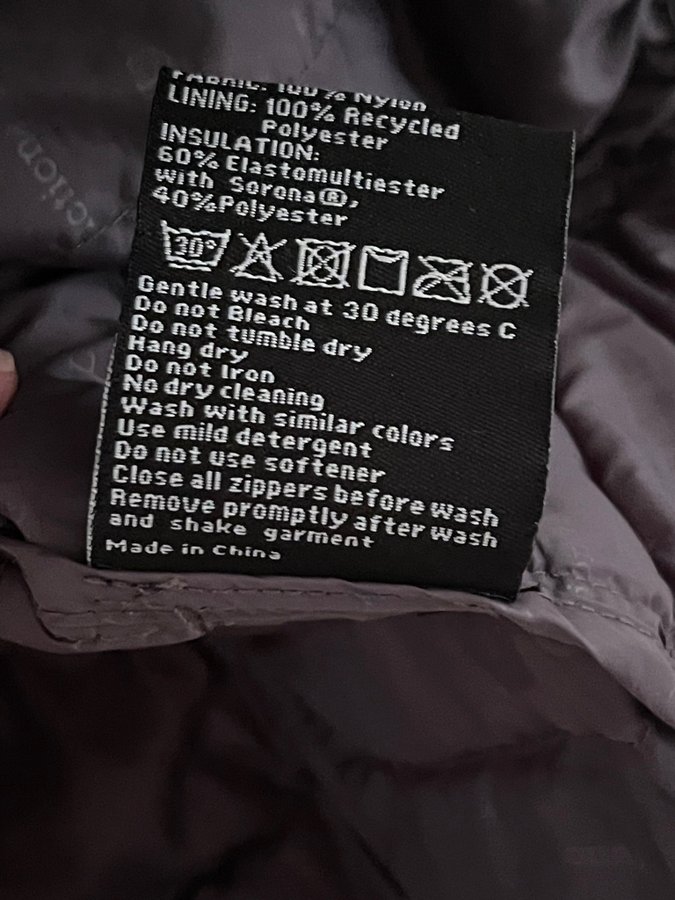 FABRIC: 100% Nylon
LINING: 100% Recycled
Polyester
INSULATION:
60% Elastomultiester
with Sorona®,
40%Polyester
30°
Gentle wash at 30 degrees C
Do not Bleach
Do not tumble dry
Hang dry
Do not Iron
No dry cleaning
Wash with similar colors
Use mild detergent
Do not use softener
Close all zippers before wash
Remove promptly after wash
and shake garment
Made in China